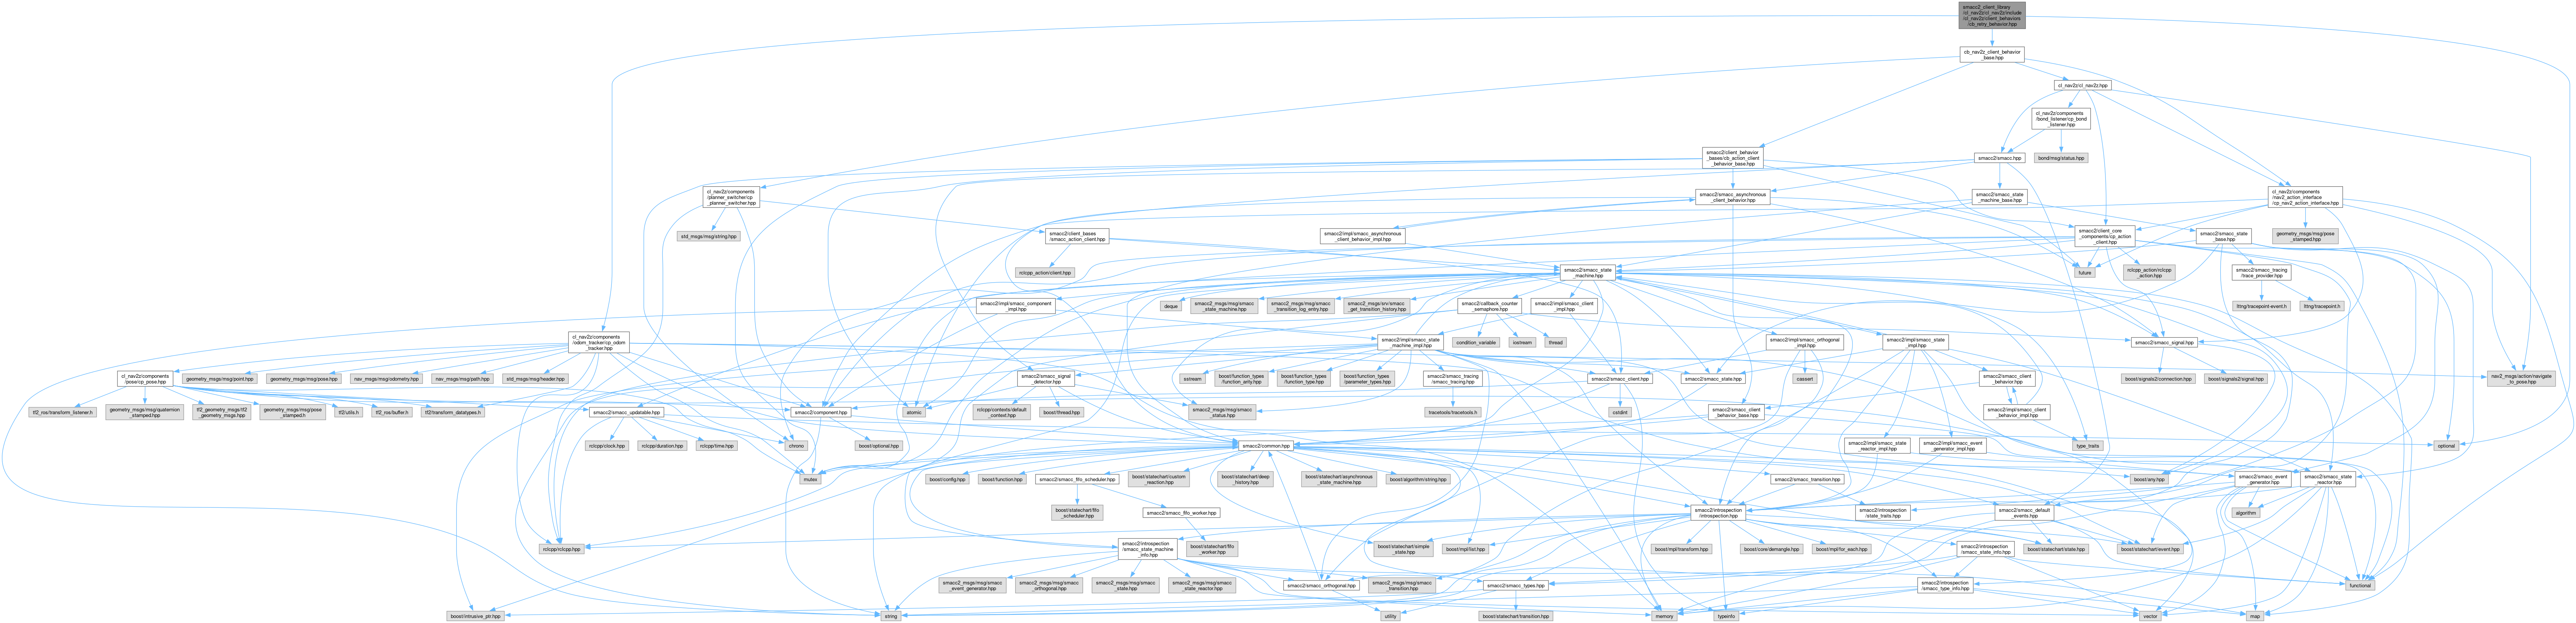 smacc2_client_library
/cl_nav2z/cl_nav2z/include
/cl_nav2z/client_behaviors
/cb_retry_behavior.hpp
cb_nav2z_client_behavior
_base.hpp
cl_nav2z/cl_nav2z.hpp
cl_nav2z/components
/bond_listener/cp_bond
_listener.hpp
smacc2/client_behavior
_bases/cb_action_client
_behavior_base.hpp
smacc2/smacc.hpp
bond/msg/status.hpp
cl_nav2z/components
/planner_switcher/cp
_planner_switcher.hpp
smacc2/smacc_asynchronous
_client_behavior.hpp
smacc2/smacc_state
_machine_base.hpp
cl_nav2z/components
/nav2_action_interface
/cp_nav2_action_interface.hpp
std_msgs/msg/string.hpp
smacc2/client_bases
/smacc_action_client.hpp
smacc2/impl/smacc_asynchronous
_client_behavior_impl.hpp
smacc2/client_core
_components/cp_action
_client.hpp
smacc2/smacc_state
_base.hpp
geometry_msgs/msg/pose
_stamped.hpp
rclcpp_action/client.hpp
smacc2/smacc_state
_machine.hpp
future
rclcpp_action/rclcpp
_action.hpp
smacc2/smacc_tracing
/trace_provider.hpp
smacc2/impl/smacc_component
_impl.hpp
deque
smacc2_msgs/msg/smacc
_state_machine.hpp
smacc2_msgs/msg/smacc
_transition_log_entry.hpp
smacc2_msgs/srv/smacc
_get_transition_history.hpp
smacc2/callback_counter
_semaphore.hpp
smacc2/impl/smacc_client
_impl.hpp
lttng/tracepoint-event.h
lttng/tracepoint.h
cl_nav2z/components
/odom_tracker/cp_odom
_tracker.hpp
smacc2/impl/smacc_state
_machine_impl.hpp
condition_variable
iostream
thread
smacc2/impl/smacc_orthogonal
_impl.hpp
smacc2/impl/smacc_state
_impl.hpp
smacc2/smacc_signal.hpp
cl_nav2z/components
/pose/cp_pose.hpp
geometry_msgs/msg/point.hpp
geometry_msgs/msg/pose.hpp
nav_msgs/msg/odometry.hpp
nav_msgs/msg/path.hpp
std_msgs/msg/header.hpp
smacc2/smacc_signal
_detector.hpp
sstream
boost/function_types
/function_arity.hpp
boost/function_types
/function_type.hpp
boost/function_types
/parameter_types.hpp
smacc2/smacc_tracing
/smacc_tracing.hpp
smacc2/smacc_client.hpp
smacc2/smacc_state.hpp
cassert
smacc2/smacc_client
_behavior.hpp
boost/signals2/connection.hpp
boost/signals2/signal.hpp
nav2_msgs/action/navigate
_to_pose.hpp
tf2_ros/transform_listener.h
geometry_msgs/msg/quaternion
_stamped.hpp
tf2_geometry_msgs/tf2
_geometry_msgs.hpp
geometry_msgs/msg/pose
_stamped.h
tf2/utils.h
tf2_ros/buffer.h
tf2/transform_datatypes.h
smacc2/smacc_updatable.hpp
smacc2/component.hpp
atomic
rclcpp/contexts/default
_context.hpp
boost/thread.hpp
smacc2_msgs/msg/smacc
_status.hpp
tracetools/tracetools.h
cstdint
smacc2/smacc_client
_behavior_base.hpp
smacc2/impl/smacc_client
_behavior_impl.hpp
rclcpp/clock.hpp
rclcpp/duration.hpp
rclcpp/time.hpp
chrono
boost/optional.hpp
smacc2/common.hpp
smacc2/impl/smacc_state
_reactor_impl.hpp
smacc2/impl/smacc_event
_generator_impl.hpp
type_traits
optional
mutex
boost/config.hpp
boost/function.hpp
smacc2/smacc_fifo_scheduler.hpp
boost/statechart/custom
_reaction.hpp
boost/statechart/deep
_history.hpp
boost/statechart/asynchronous
_state_machine.hpp
boost/algorithm/string.hpp
smacc2/smacc_transition.hpp
boost/any.hpp
smacc2/smacc_event
_generator.hpp
smacc2/smacc_state
_reactor.hpp
boost/statechart/fifo
_scheduler.hpp
smacc2/smacc_fifo_worker.hpp
smacc2/introspection
/introspection.hpp
smacc2/introspection
/state_traits.hpp
smacc2/smacc_default
_events.hpp
algorithm
rclcpp/rclcpp.hpp
smacc2/introspection
/smacc_state_machine
_info.hpp
boost/statechart/fifo
_worker.hpp
boost/statechart/simple
_state.hpp
boost/mpl/list.hpp
boost/mpl/transform.hpp
boost/core/demangle.hpp
boost/mpl/for_each.hpp
smacc2/introspection
/smacc_state_info.hpp
boost/statechart/state.hpp
boost/statechart/event.hpp
smacc2_msgs/msg/smacc
_event_generator.hpp
smacc2_msgs/msg/smacc
_orthogonal.hpp
smacc2_msgs/msg/smacc
_state.hpp
smacc2_msgs/msg/smacc
_state_reactor.hpp
smacc2/smacc_orthogonal.hpp
smacc2_msgs/msg/smacc
_transition.hpp
smacc2/smacc_types.hpp
smacc2/introspection
/smacc_type_info.hpp
functional
boost/intrusive_ptr.hpp
string
utility
boost/statechart/transition.hpp
memory
typeinfo
vector
map